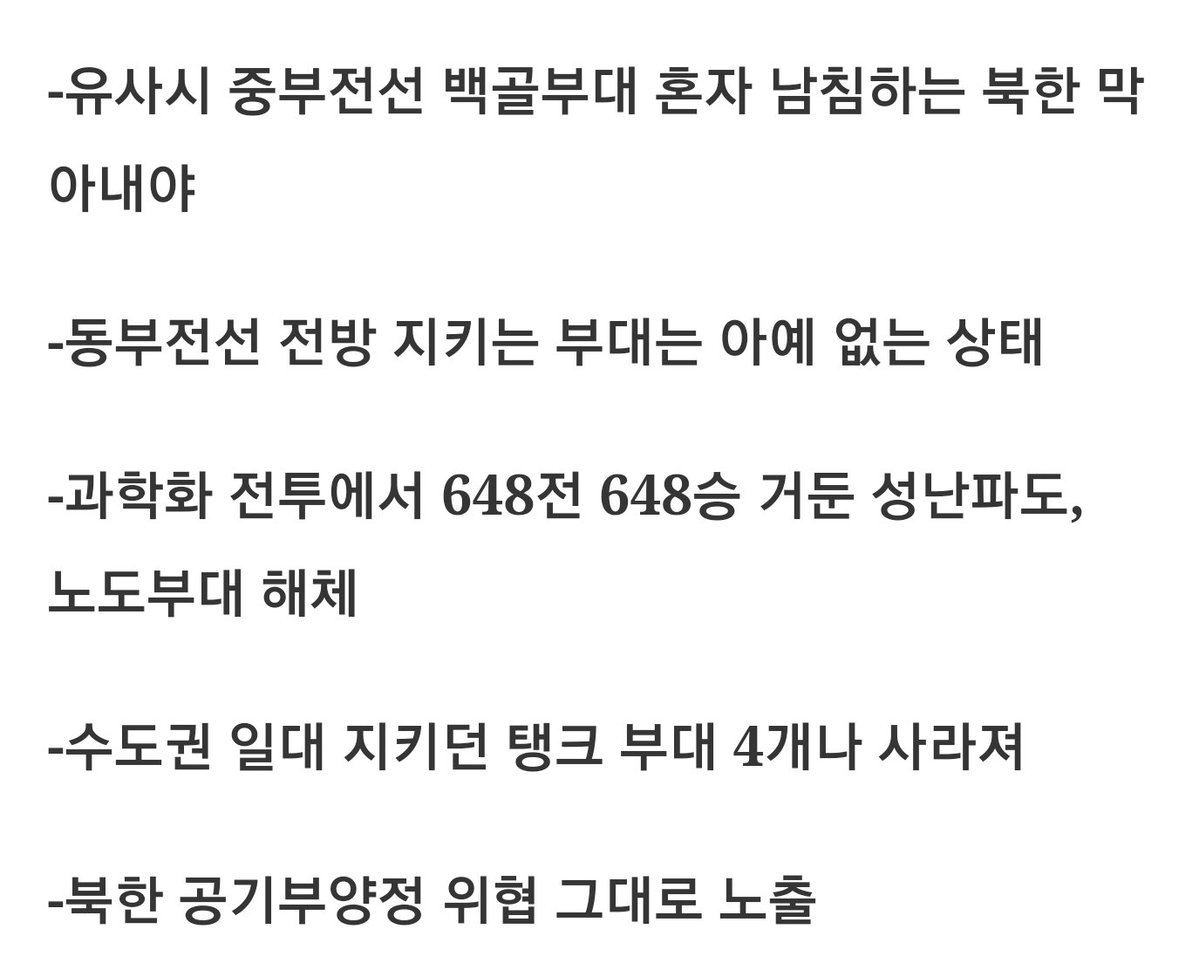 -유사시 중부전선 백골부대 혼자 남침하는 북한 막
아내야
-동부전선 전방 지키는 부대는 아예 없는 상태
-과학화 전투에서 648전 648승 거둔 성난파도,
노도부대 해체
-수도권 일대 지키던 탱크 부대 4개나 사라져
-북한 공기부양정 위협 그대로 노출